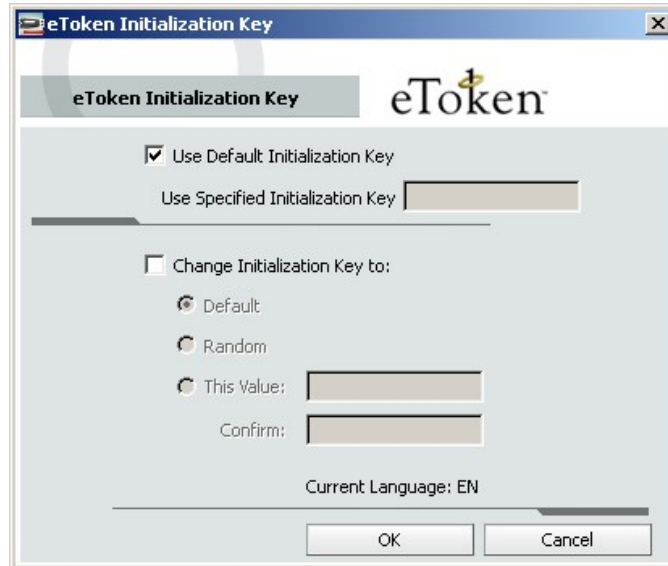 eToken Initialization Key
eToken Initialization Key
eToken™
Use Default Initialization Key
Use Specified Initialization Key
Change Initialization Key to:
Default
Random
This Value:
Confirm:
Current Language: EN
OK Cancel